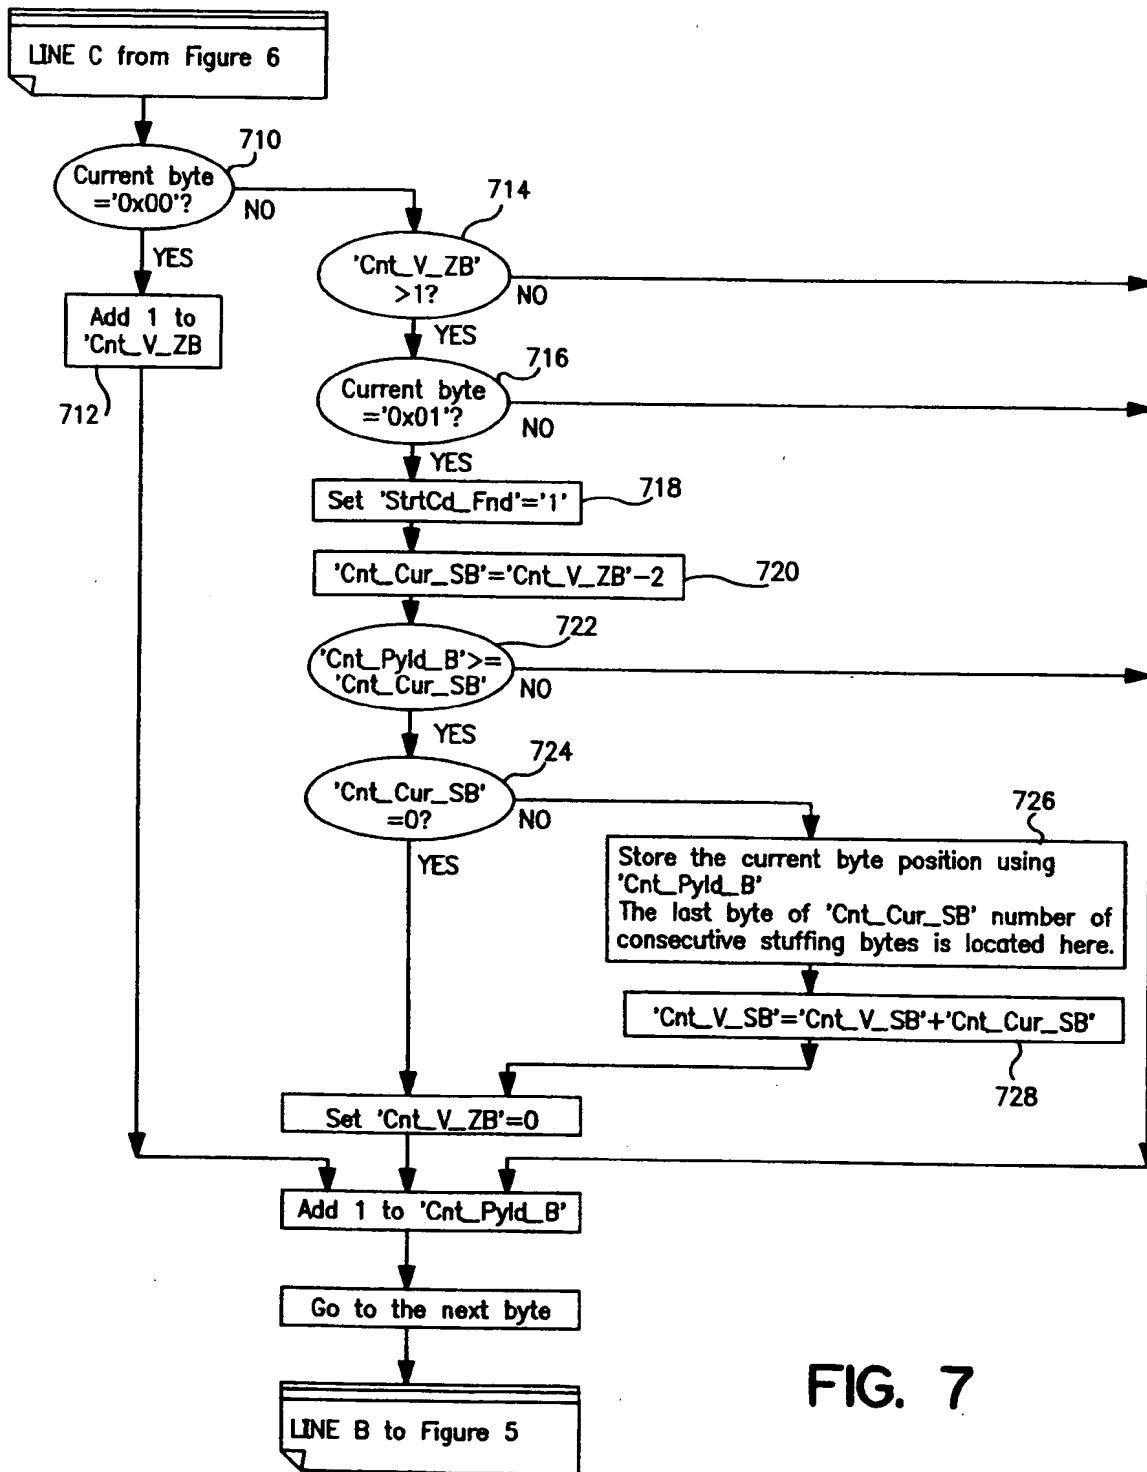 LINE C from Figure 6
710
Current byte
='0x00'?
NO
YES
714
'Cnt_V_ZB'
>1?
NO
YES
Add 1 to
'Cnt_V_ZB
712
716
Current byte
='0x01'?
NO
YES
Set 'StrtCd_Fnd'='1'
718
'Cnt_Cur_SB'='Cnt_V_ZB'-2
720
722
'Cnt_Pyld_B'>=
'Cnt_Cur_SB'
NO
YES
724
'Cnt_Cur_SB'
=0?
NO
YES
726
Store the current byte position using
'Cnt_Pyld_B'
The last byte of 'Cnt_Cur_SB' number of
consecutive stuffing bytes is located here.
'Cnt_V_SB'='Cnt_V_SB'+'Cnt_Cur_SB'
728
Set 'Cnt_V_ZB'=0
Add 1 to 'Cnt_Pyld_B'
Go to the next byte
LINE B to Figure 5
FIG. 7